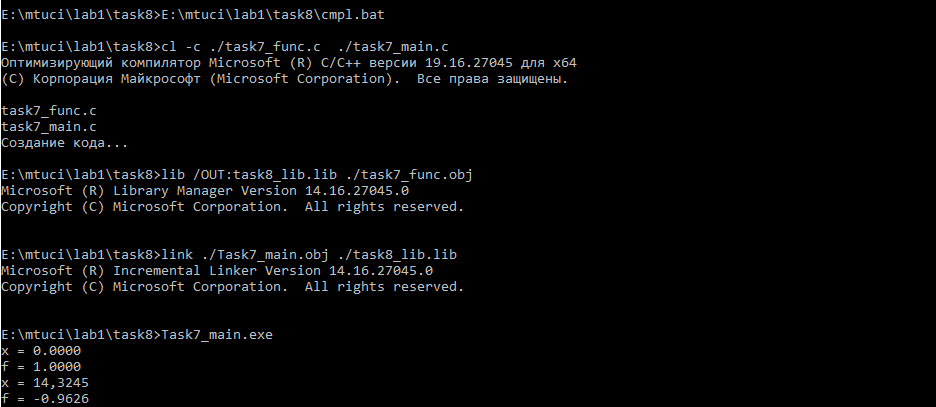 E:\mtuci\lab1\task8>E:\mtuci\lab1\task8\cmpl.bat
E:\mtuci\lab1\task8>cl -c ./task7_func.c  ./task7_main.c
Оптимизирующий компилятор Microsoft (R) C/C++ версии 19.16.27045 для x64
(C) Корпорация Майкрософт (Microsoft Corporation).  Все права защищены.
task7_func.c
task7_main.c
Создание кода...
E:\mtuci\lab1\task8>lib /OUT:task8_lib.lib ./task7_func.obj
Microsoft (R) Library Manager Version 14.16.27045.0
Copyright (C) Microsoft Corporation.  All rights reserved.
E:\mtuci\lab1\task8>link ./Task7_main.obj ./task8_lib.lib
Microsoft (R) Incremental Linker Version 14.16.27045.0
Copyright (C) Microsoft Corporation.  All rights reserved.
E:\mtuci\lab1\task8>Task7_main.exe
x = 0.0000
f = 1.0000
x = 14,3245
f = -0.9626